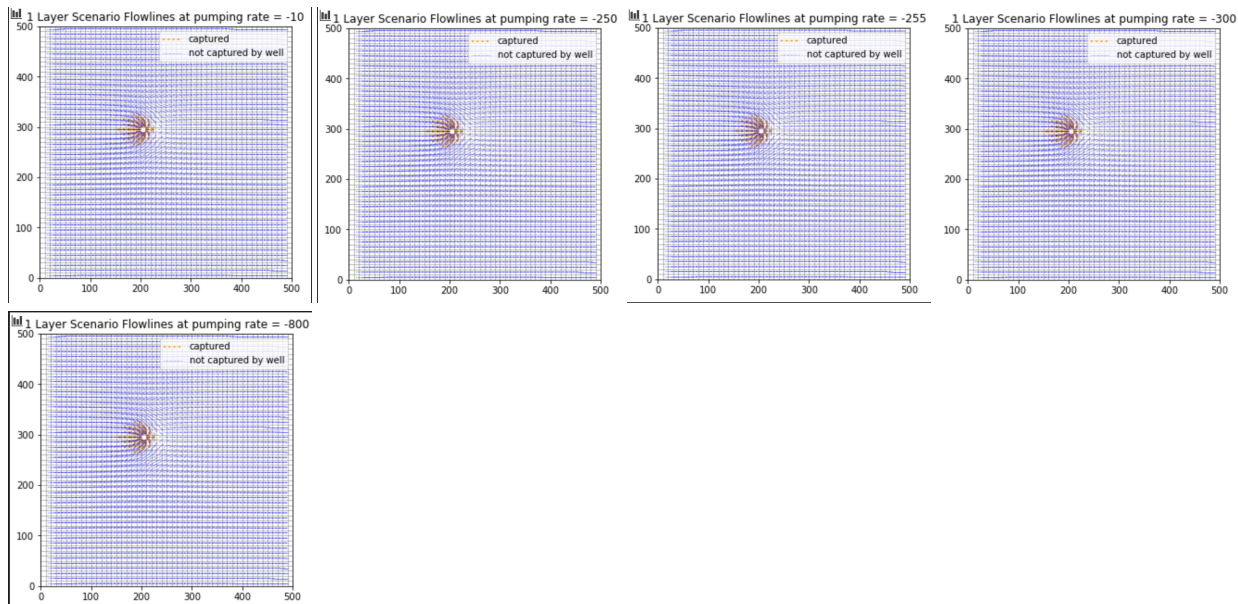 1 Layer Scenario Flowlines at pumping rate = -10
captured
not captured by well
500
400
300
200
100
0
0 100 200 300 400 500
1 Layer Scenario Flowlines at pumping rate = -250
captured
not captured by well
500
400
300
200
100
0
0 100 200 300 400 500
1 Layer Scenario Flowlines at pumping rate = -255
captured
not captured by well
500
400
300
200
100
0
0 100 200 300 400 500
1 Layer Scenario Flowlines at pumping rate = -300
captured
not captured by well
500
400
300
200
100
0
0 100 200 300 400 500
1 Layer Scenario Flowlines at pumping rate = -800
captured
not captured by well
500
400
300
200
100
0
0 100 200 300 400 500